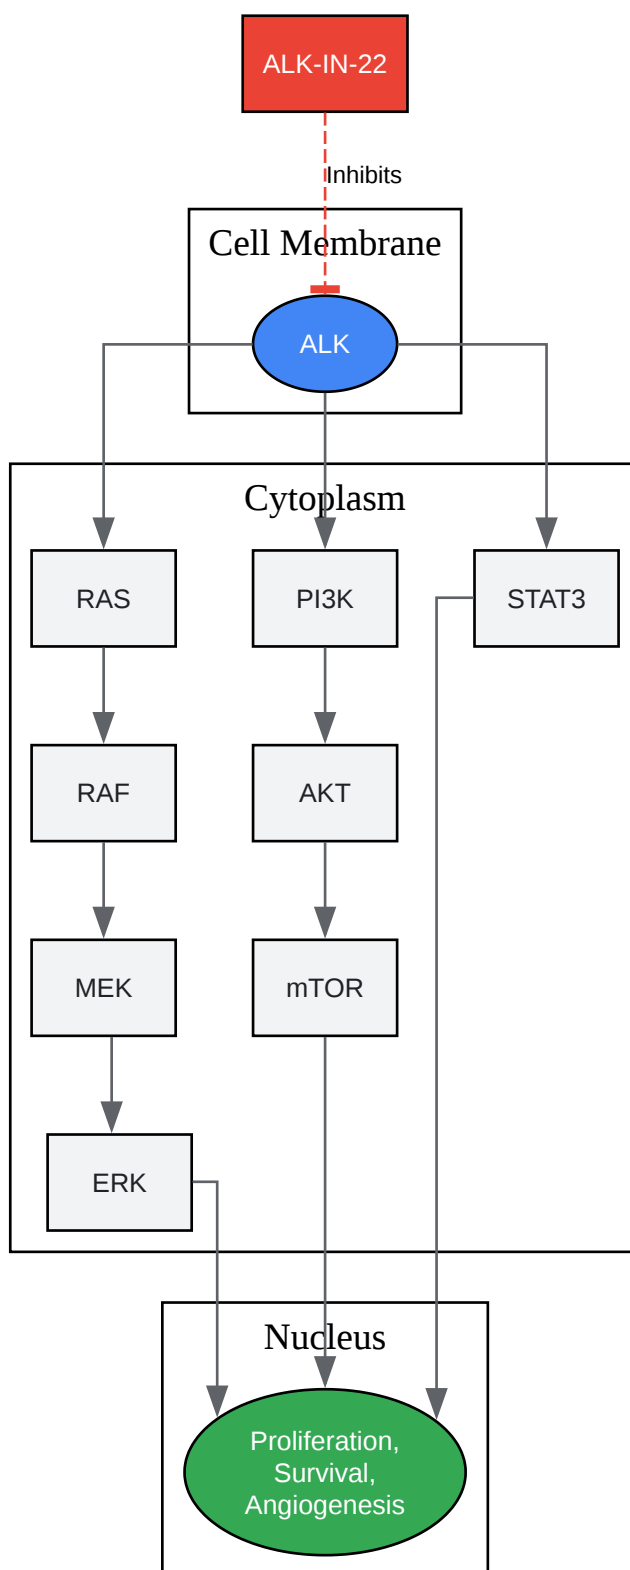 ALK-IN-22
Inhibits
Cell Membrane
ALK
Cytoplasm
RAS
PI3K
STAT3
RAF
AKT
MEK
mTOR
ERK
Nucleus
Proliferation,
Survival,
Angiogenesis